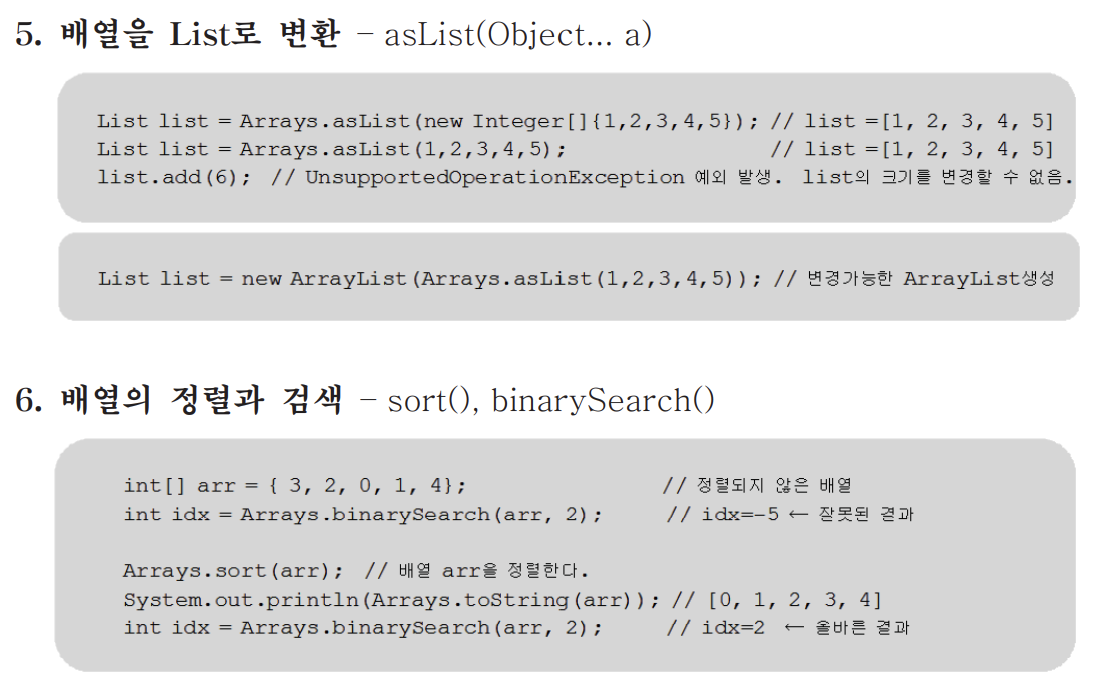 5. 배열을 List로 변환 - asList(Object... a)
List list = Arrays.asList(new Integer[]{1,2,3,4,5}); // list =[1, 2, 3, 4, 5]
List list = Arrays.asList(1,2,3,4,5); // list =[1, 2, 3, 4, 5]
list.add(6); // UnsupportedOperationException 예외 발생. list의 크기를 변경할 수 없음.
List list = new ArrayList(Arrays.asList(1,2,3,4,5)); // 변경가능한 ArrayList생성
6. 배열의 정렬과 검색 - sort(), binarySearch()
int[] arr = { 3, 2, 0, 1, 4}; // 정렬되지 않은 배열
int idx = Arrays.binarySearch(arr, 2); // idx=-5 ← 잘못된 결과
Arrays.sort(arr); // 배열 arr을 정렬한다.
System.out.println(Arrays.toString(arr)); // [0, 1, 2, 3, 4]
int idx = Arrays.binarySearch(arr, 2); // idx=2 ← 올바른 결과